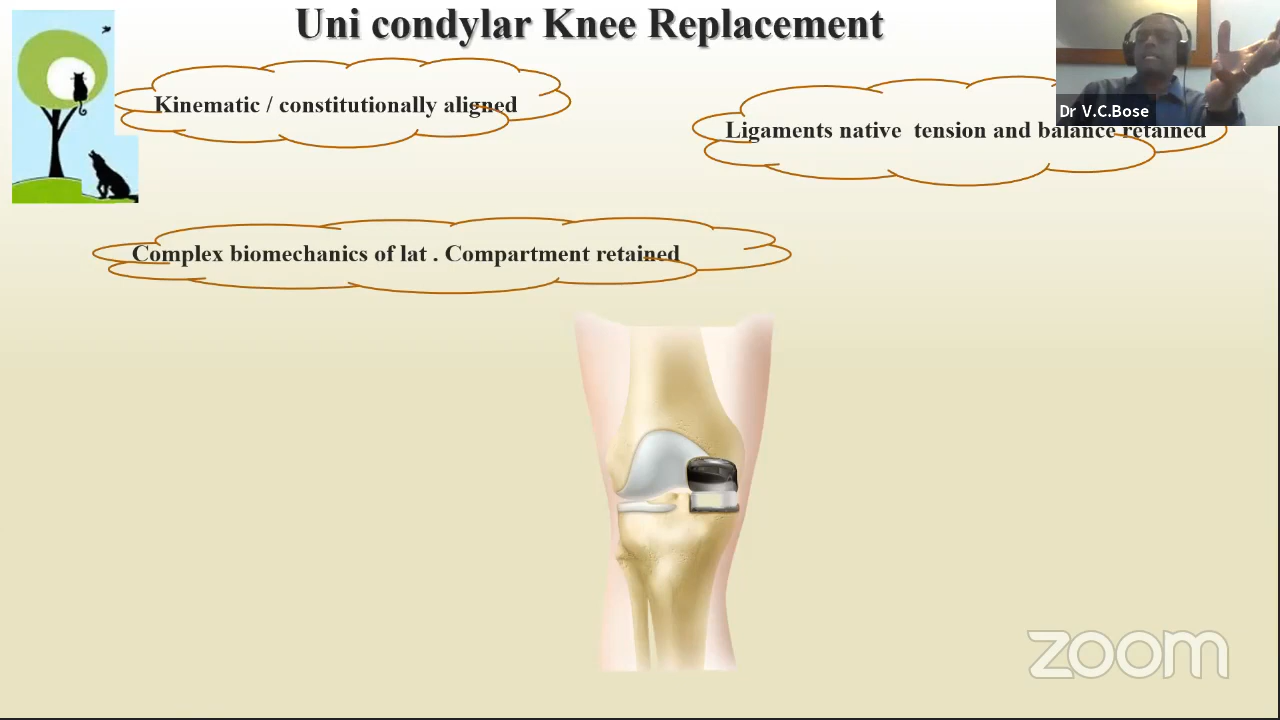 Uni condylar Knee Replacement
Kinematic / constitutionally aligned
Dr V.C.Bose
Ligaments native tension and balance retained
Complex biomechanics of lat . Compartment retained
zoom